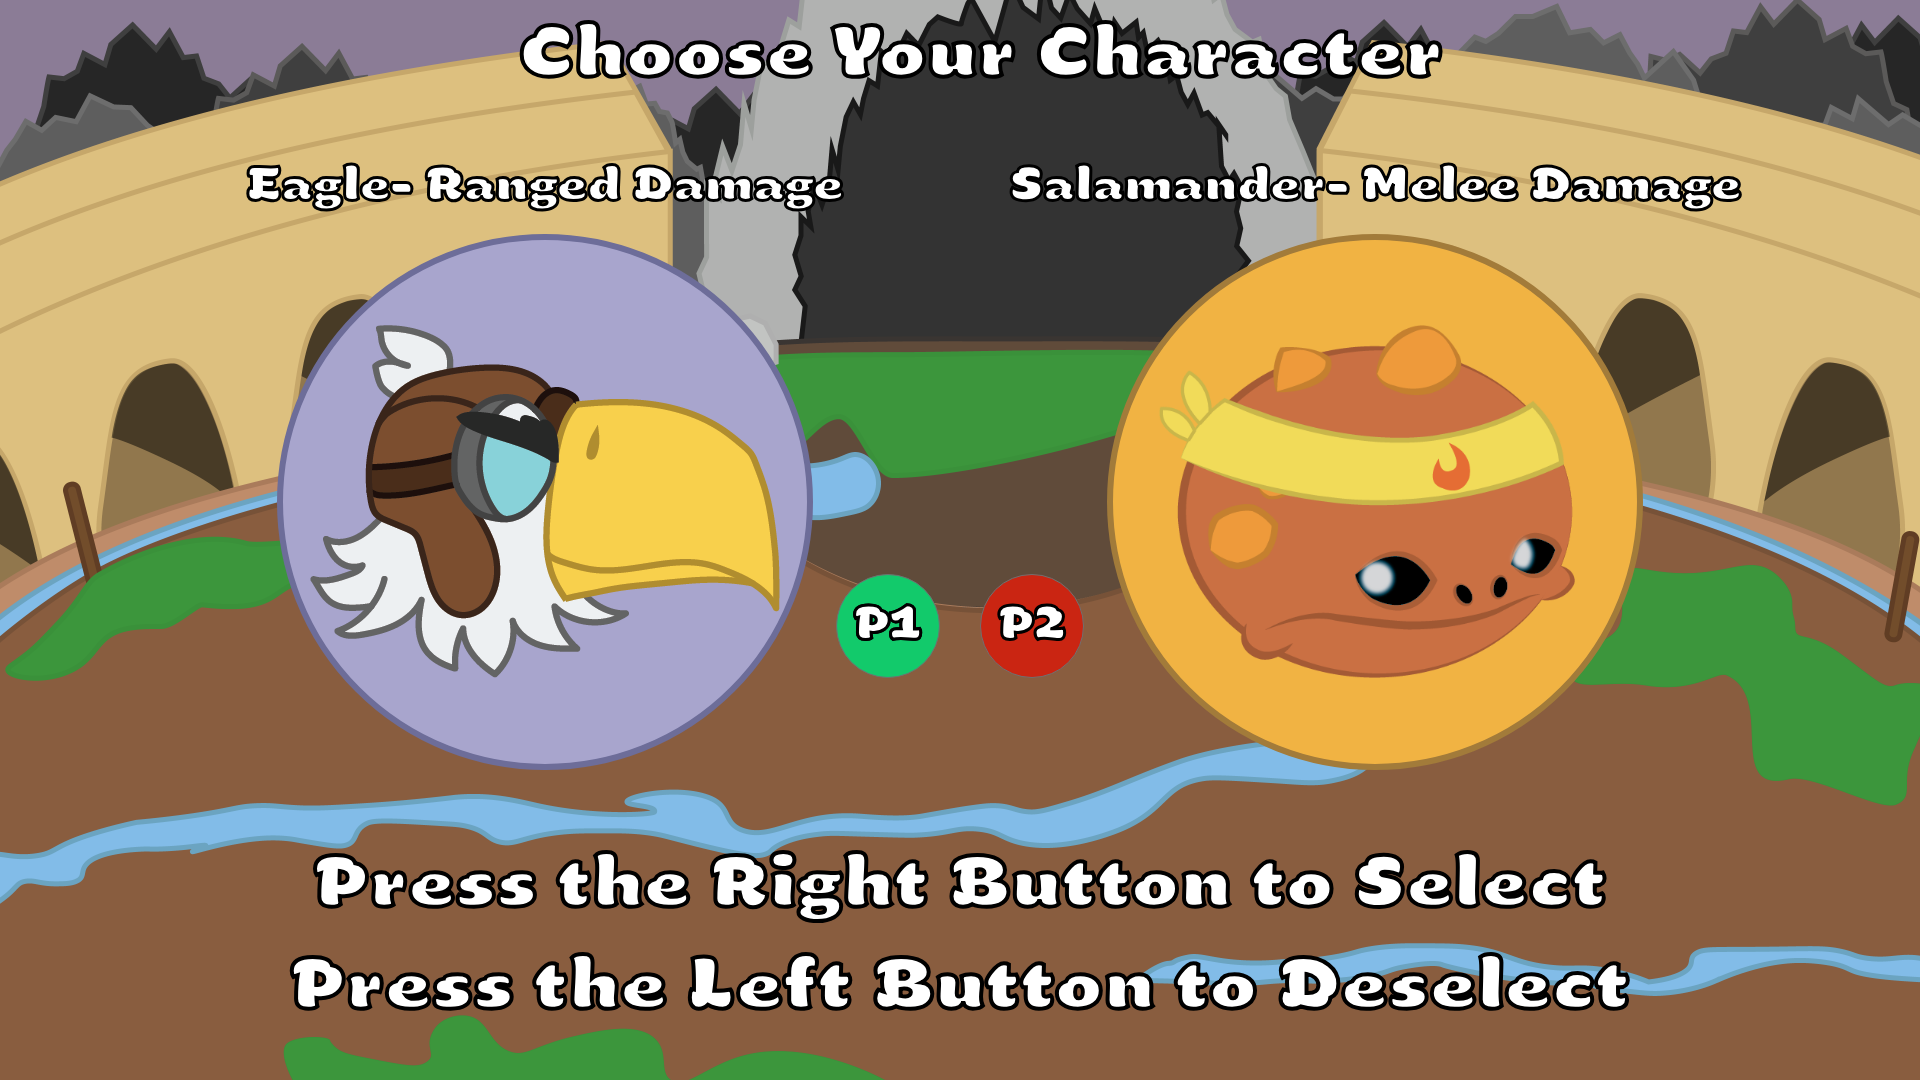 Choose Your Character
Eagle- Ranged Damage
Salamander- Melee Damage
P1
P2
Press the Right Button to Select
Press the Left Button to Deselect